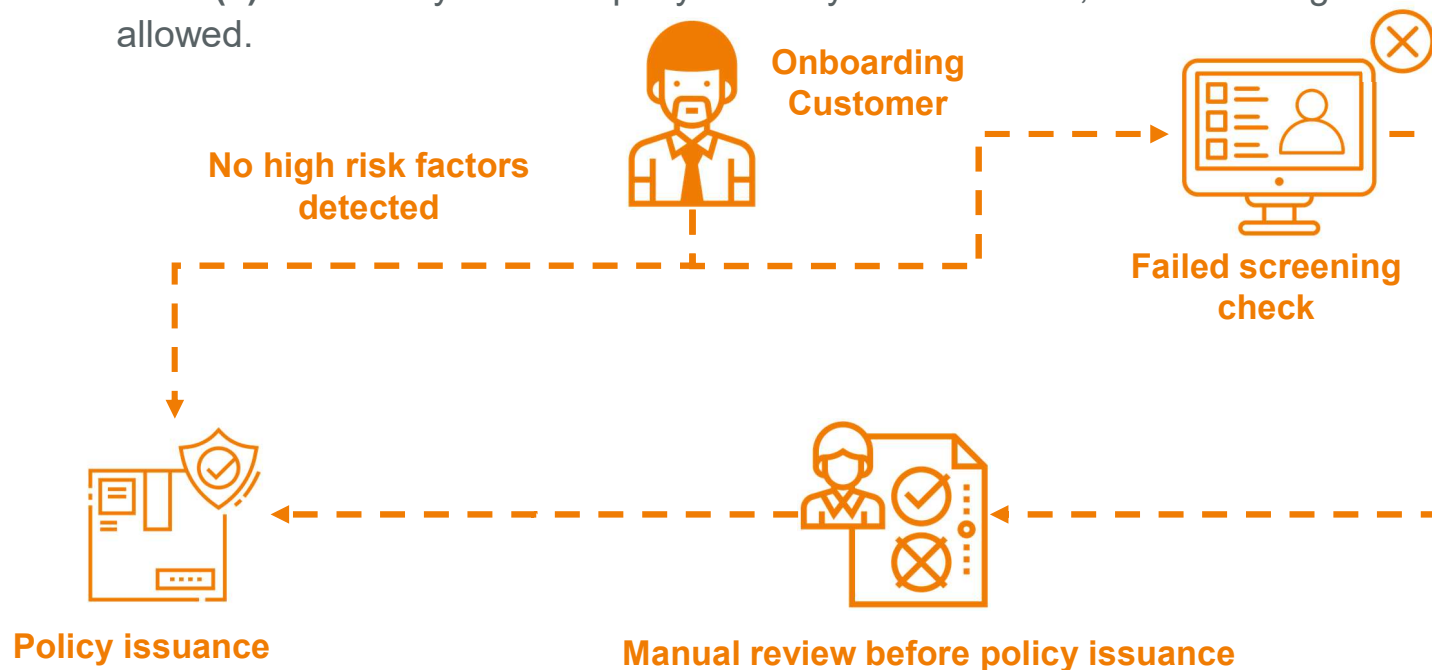 allowed.
Onboarding
Customer
No high risk factors
detected
Failed screening
check
Policy issuance
Manual review before policy issuance